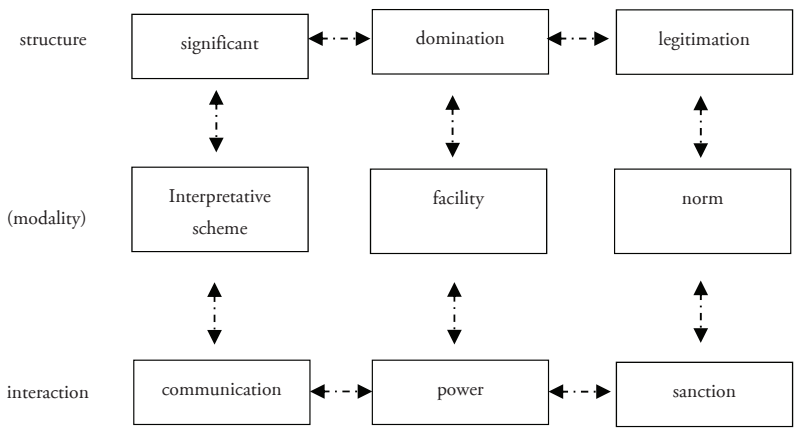 structure
significant
domination
legitimation
(modality)
Interpretative
scheme
facility
norm
interaction
communication
power
sanction